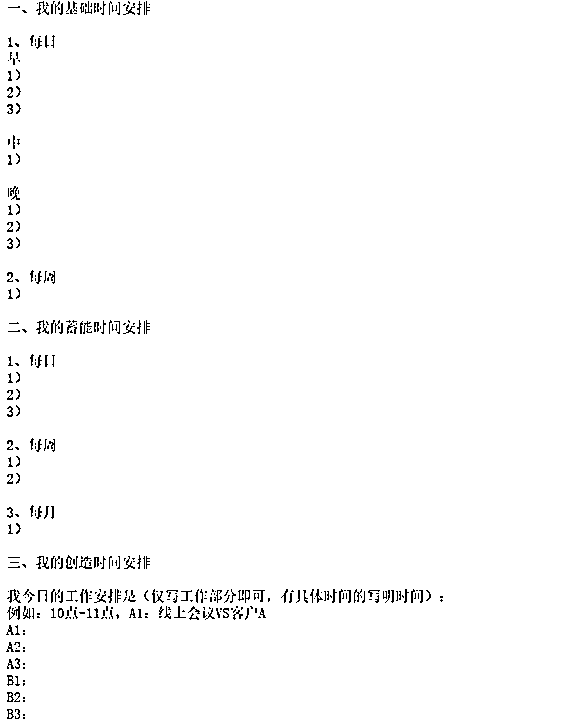 一、我的基础时间安排
1、每日
早
1)
2)
3)
中
1)
晚
1)
2)
3)
2、每周
1)
二、我的蓄能时间安排
1、每日
1)
2)
3)
2、每周
1)
2)
3、每月
1)
三、我的创造时间安排
我今日的工作安排是（仅写工作部分即可，有具体时间的写明时间）：
例如：10点-11点，A1：线上会议VS客户A
A1：
A2：
A3：
B1：
B2：
B3：